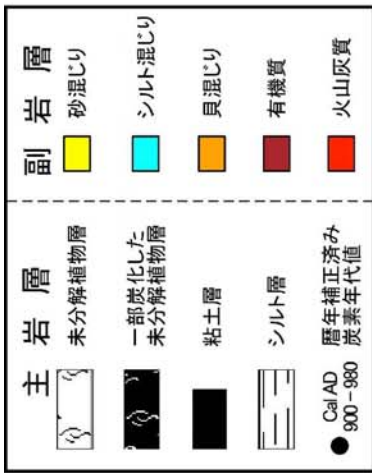 主 岩 層
未分解植物層
一部炭化した
未分解植物層
粘土層
シルト層
Cal AD
900－980
暦年補正済み
炭素年代値
副 岩 層
砂混じり
シルト混じり
貝混じり
有機質
火山灰質